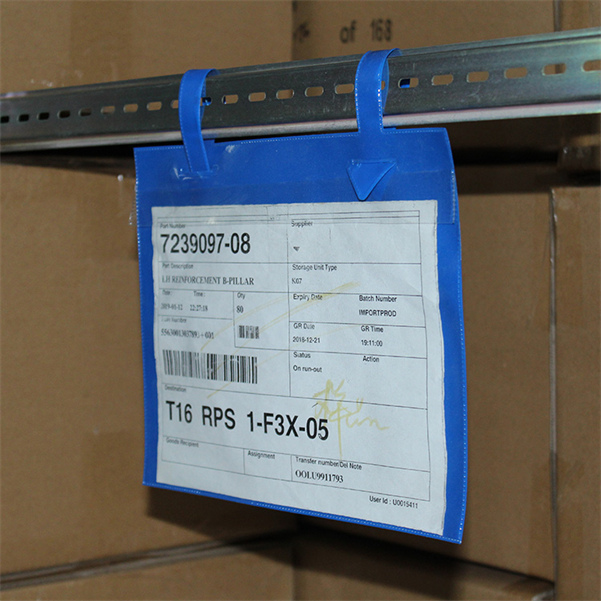 of 168
Part Number
7239097-08
Supplier
Part Description
LH REINFORCEMENT B-PILLAR
Storage Unit Type
K67
Date : Time :
2019-01-12 22:27:18
Qty
80
Expiry Date
Batch Number
IMPORTPROD
GR Date
2018-12-21
GR Time
19:11:00
Status
On run-out
Action
Destination
T16 RPS 1-F3X-05
Goods Recipient
Assignment
Transfer number/Del Note
OOLU9911793
User Id : U0015411